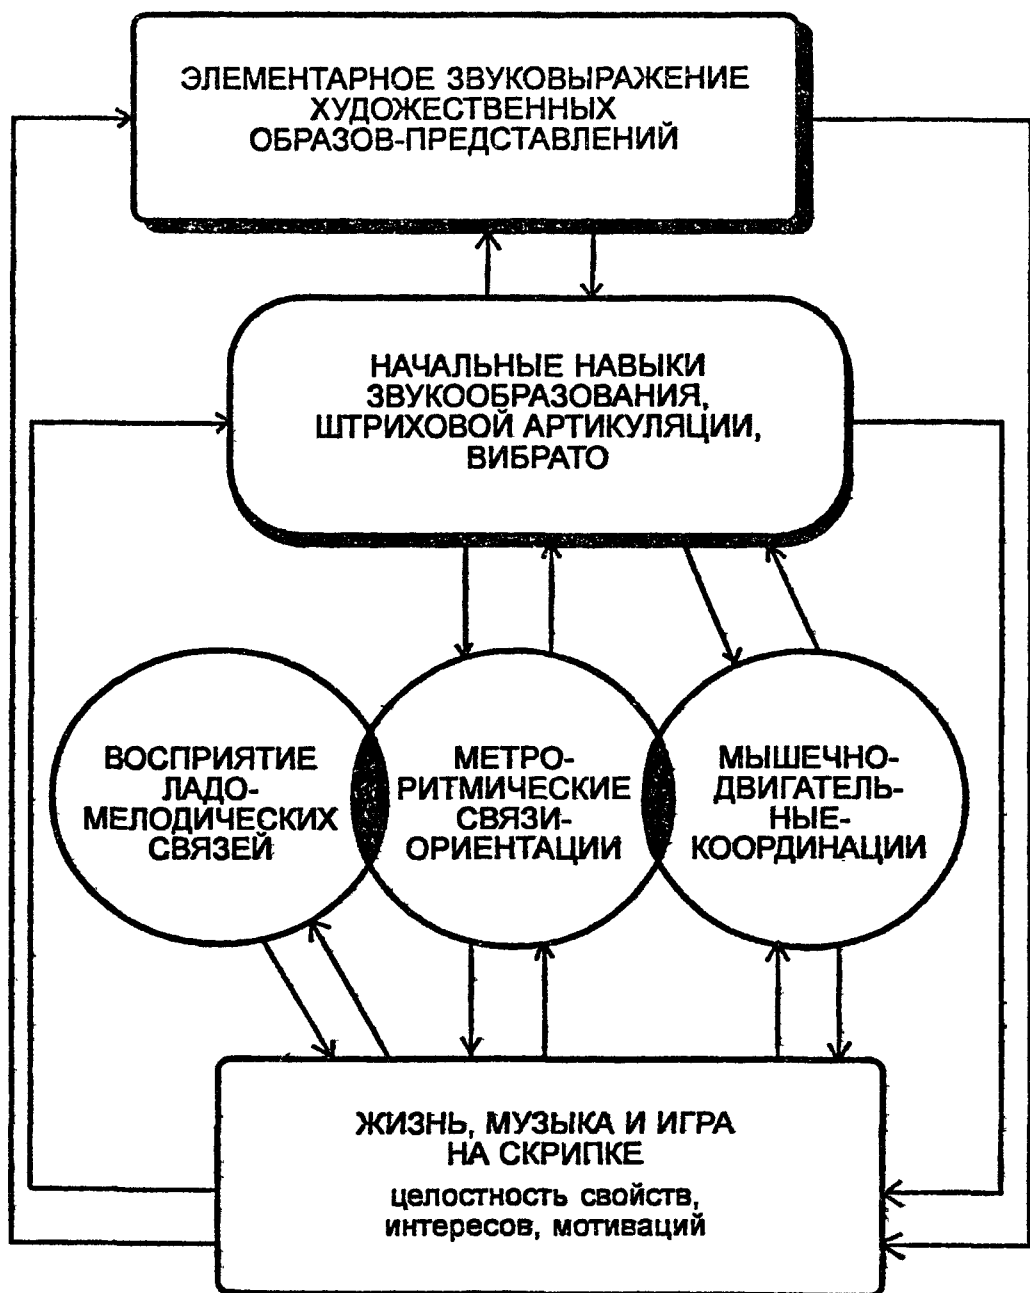 ЭЛЕМЕНТАРНОЕ ЗВУКОВЫРАЖЕНИЕ
ХУДОЖЕСТВЕННЫХ
ОБРАЗОВ-ПРЕДСТАВЛЕНИЙ
НАЧАЛЬНЫЕ НАВЫКИ
ЗВУКООБРАЗОВАНИЯ,
ШТРИХОВОЙ АРТИКУЛЯЦИИ,
ВИБРАТО
ВОСПРИЯТИЕ
ЛАДО-
МЕЛОДИЧЕСКИХ
СВЯЗЕЙ
МЕТРО-
РИТМИЧЕСКИЕ
СВЯЗИ-
ОРИЕНТАЦИИ
МЫШЕЧНО-
ДВИГАТЕЛЬ-
НЫЕ-
КООРДИНАЦИИ
ЖИЗНЬ, МУЗЫКА И ИГРА
НА СКРИПКЕ
целостность свойств,
интересов, мотиваций